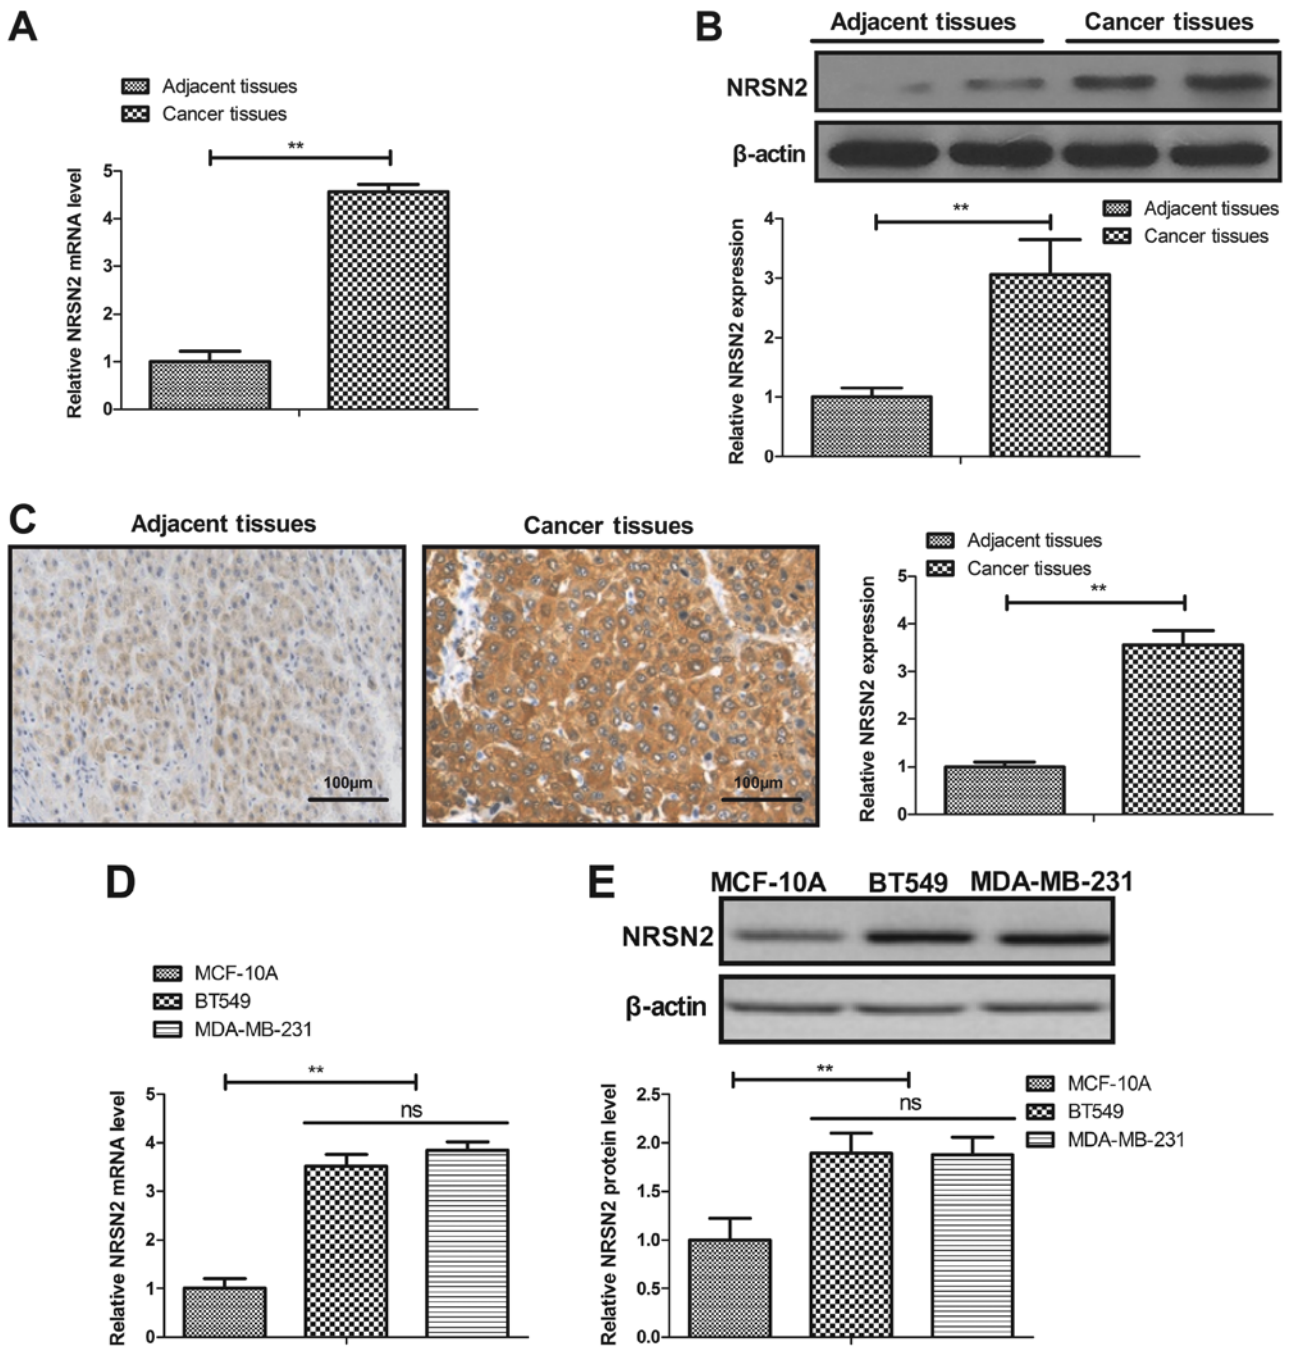 A
Adjacent tissues
Cancer tissues
**
Relative NRSN2 mRNA level
5
4
3
2
1
0
B
Adjacent tissues Cancer tissues
NRSN2
β-actin
Adjacent tissues
Cancer tissues
**
Relative NRSN2 expression
4
3
2
1
0
C
Adjacent tissues
100μm
Cancer tissues
100μm
Adjacent tissues
Cancer tissues
**
Relative NRSN2 expression
5
4
3
2
1
0
D
MCF-10A
BT549
MDA-MB-231
**
ns
Relative NRSN2 mRNA level
5
4
3
2
1
0
E
MCF-10A BT549 MDA-MB-231
NRSN2
β-actin
**
ns
MCF-10A
BT549
MDA-MB-231
Relative NRSN2 protein level
2.5
2.0
1.5
1.0
0.5
0.0